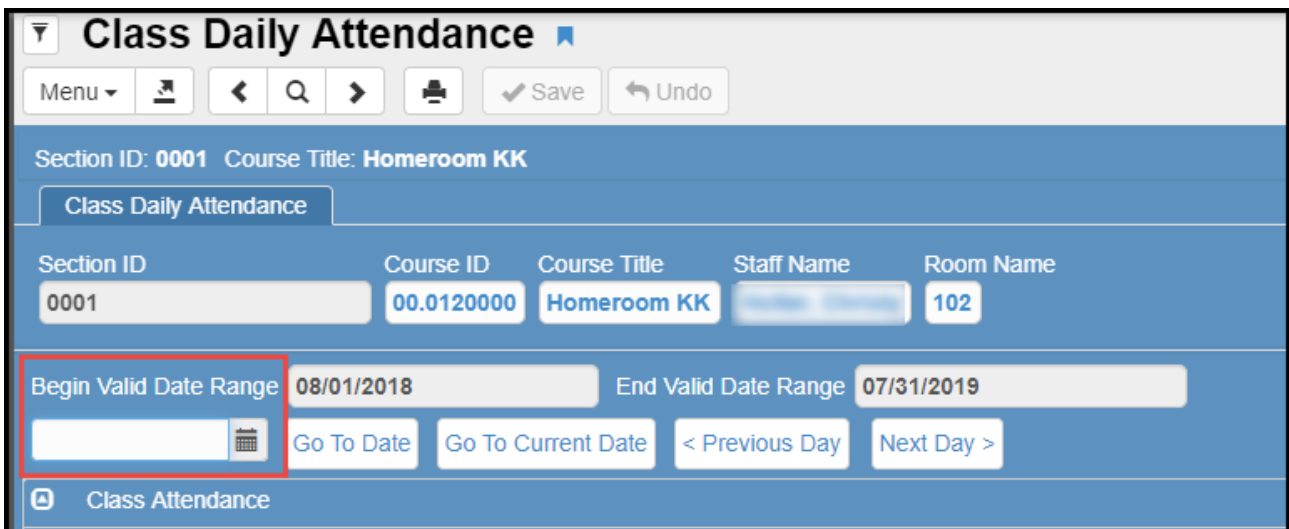 Class Daily Attendance
Menu Save Undo
Section ID: 0001 Course Title: Homeroom KK
Class Daily Attendance
Section ID Course ID Course Title Staff Name Room Name
0001 00.0120000 Homeroom KK 102
Begin Valid Date Range 08/01/2018 End Valid Date Range 07/31/2019
Go To Date Go To Current Date < Previous Day Next Day >
Class Attendance